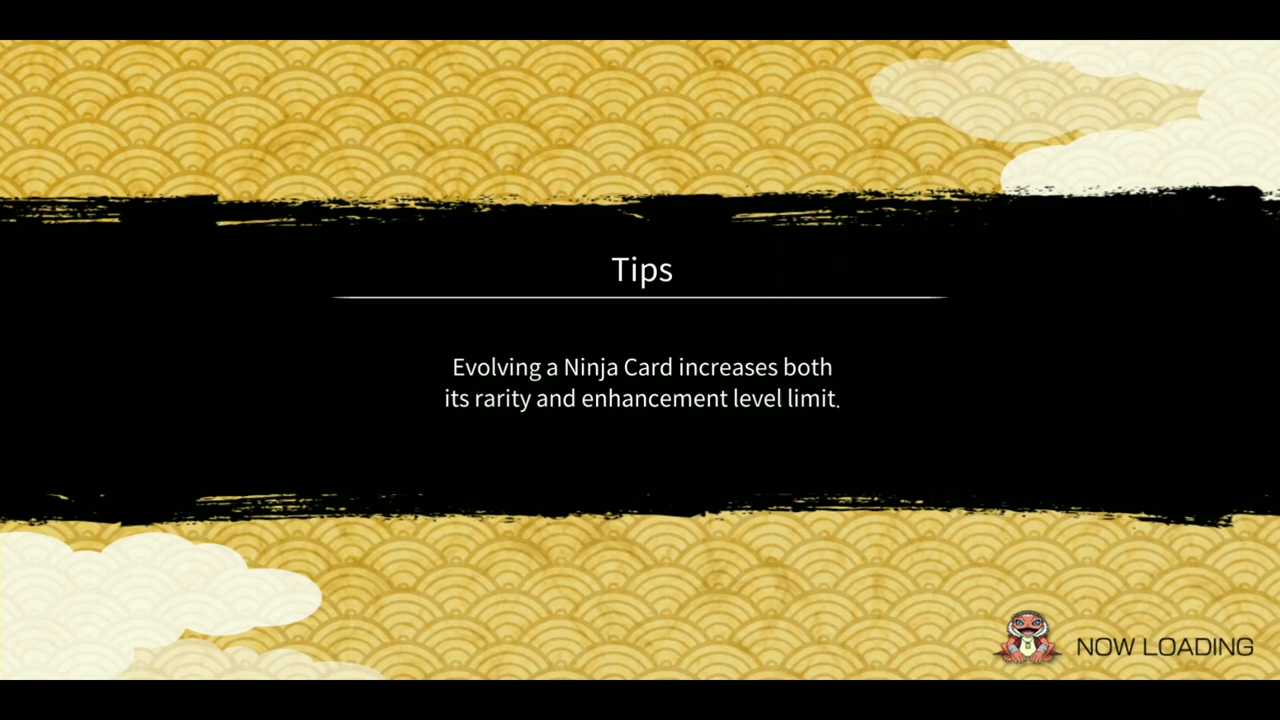 Tips
Evolving a Ninja Card increases both
its rarity and enhancement level limit.
NOW LOADING